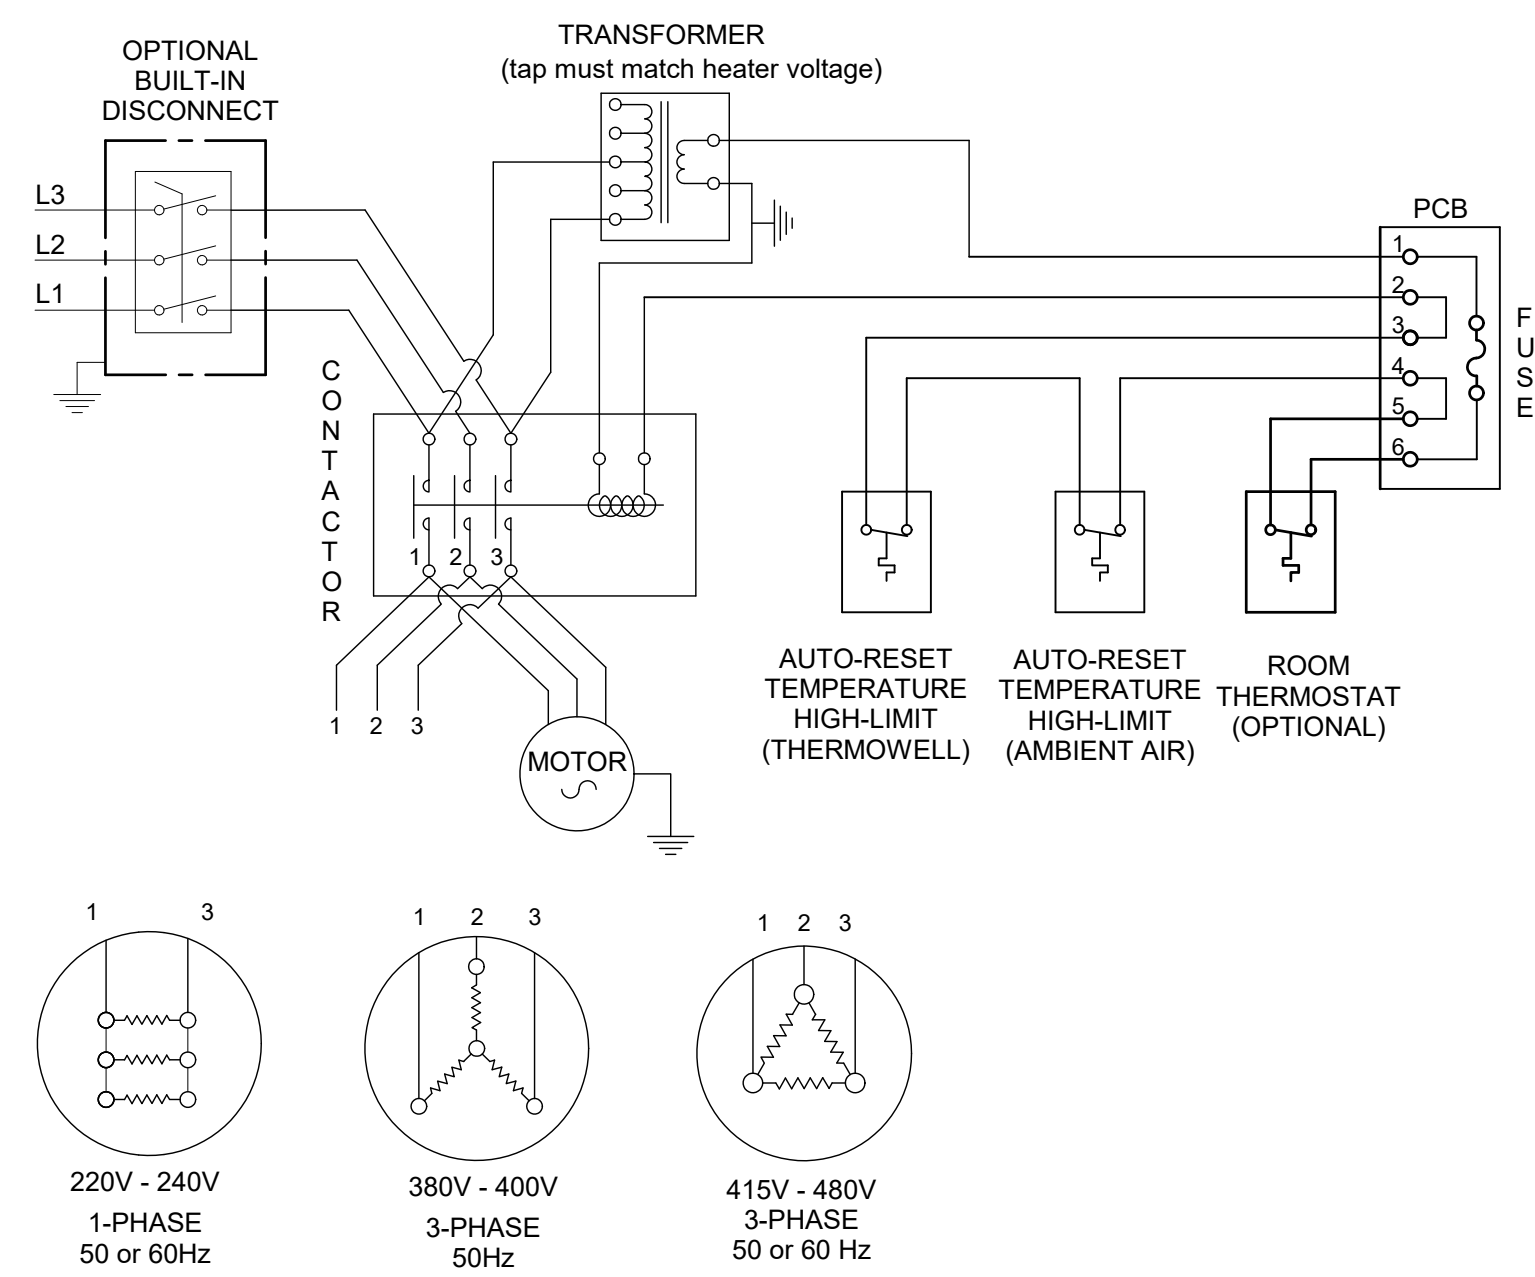 TRANSFORMER
(tap must match heater voltage)
OPTIONAL
BUILT-IN
DISCONNECT
L3
L2
L1
PCB
1
2
3
4
5
6
F
U
S
E
C
O
N
T
A
C
T
O
R
1 2 3
1 2 3
MOTOR
AUTO-RESET
TEMPERATURE
HIGH-LIMIT
(THERMOWELL)
AUTO-RESET
TEMPERATURE
HIGH-LIMIT
(AMBIENT AIR)
ROOM
THERMOSTAT
(OPTIONAL)
1 3
220V - 240V
1-PHASE
50 or 60Hz
1 2 3
380V - 400V
3-PHASE
50Hz
1 2 3
415V - 480V
3-PHASE
50 or 60 Hz